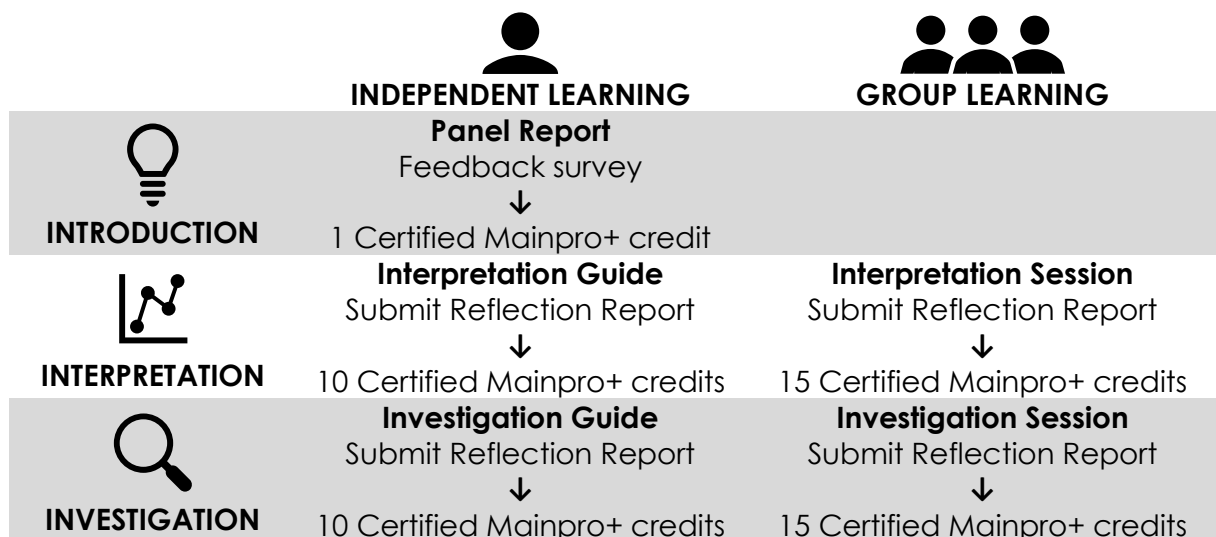 INDEPENDENT LEARNING
GROUP LEARNING
INTRODUCTION
Panel Report
Feedback survey
↓
1 Certified Mainpro+ credit
INTERPRETATION
Interpretation Guide
Submit Reflection Report
↓
10 Certified Mainpro+ credits
Interpretation Session
Submit Reflection Report
↓
15 Certified Mainpro+ credits
INVESTIGATION
Investigation Guide
Submit Reflection Report
↓
10 Certified Mainpro+ credits
Investigation Session
Submit Reflection Report
↓
15 Certified Mainpro+ credits